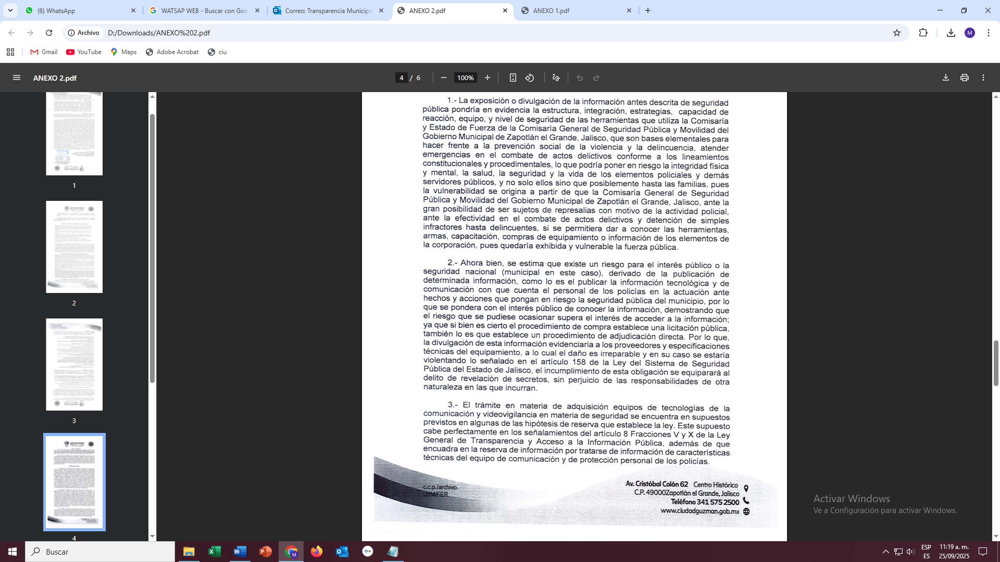 (6) WhatsApp
WATSAP WEB - Buscar con Goo
Correo: Transparencia Municipa
ANEXO 2.pdf
ANEXO 1.pdf
Archivo
D:/Downloads/ANEXO%202.pdf
M
Gmail
YouTube
Maps
Adobe Acrobat
ciu
ANEXO 2.pdf
4 / 6
100%
1
2
3
4
1.- La exposición o divulgación de la información antes descrita de seguridad
pública pondría en evidencia la estructura, integración, estrategias, capacidad de
reacción, equipo, y nivel de seguridad de las herramientas que utiliza la Comisaría
y Estado de Fuerza de la Comisaría General de Seguridad Pública y Movilidad del
Gobierno Municipal de Zapotlán el Grande, Jalisco, que son bases elementales para
hacer frente a la prevención social de la violencia y la delincuencia, atender
emergencias en el combate de actos delictivos conforme a los lineamientos
constitucionales y procedimentales, lo que podría poner en riesgo la integridad física
y mental, la salud, la seguridad y la vida de los elementos policiales y demás
servidores públicos, y no solo ellos sino que posiblemente hasta las familias, pues
la vulnerabilidad se origina a partir de que la Comisaría General de Seguridad
Pública y Movilidad del Gobierno Municipal de Zapotlán el Grande, Jalisco, ante la
gran posibilidad de ser sujetos de represalias con motivo de la actividad policial,
ante la efectividad en el combate de actos delictivos y detención de simples
infractores hasta delincuentes, si se permitiera dar a conocer las herramientas,
armas, capacitación, compras de equipamiento o información de los elementos de
la corporación, pues quedaría exhibida y vulnerable la fuerza pública.
2.- Ahora bien, se estima que existe un riesgo para el interés público o la
seguridad nacional (municipal en este caso), derivado de la publicación de
determinada información, como lo es el publicar la información tecnológica y de
comunicación con que cuenta el personal de los policías en la actuación ante
hechos y acciones que pongan en riesgo la seguridad pública del municipio, por lo
que se pondera con el interés público de conocer la información, demostrando que
el riesgo que se pudiese ocasionar supera el interés de acceder a la información;
ya que si bien es cierto el procedimiento de compra establece una licitación pública,
también lo es que establece un procedimiento de adjudicación directa. Por lo que,
la divulgación de esta información evidenciaría a los proveedores y especificaciones
técnicas del equipamiento, a lo cual el daño es irreparable y en su caso se estaría
violentando lo señalado en el artículo 158 de la Ley del Sistema de Seguridad
Pública del Estado de Jalisco, el incumplimiento de esta obligación se equiparará al
delito de revelación de secretos, sin perjuicio de las responsabilidades de otra
naturaleza en las que incurran.
3.- El trámite en materia de adquisición equipos de tecnologías de la
comunicación y videovigilancia en materia de seguridad se encuentra en supuestos
previstos en algunas de las hipótesis de reserva que establece la ley. Este supuesto
cabe perfectamente en los señalamientos del artículo 8 Fracciones V y X de la Ley
General de Transparencia y Acceso a la Información Pública, además de que
encuadra en la reserva de información por tratarse de información de características
técnicas del equipo de comunicación y de protección personal de los policías.
c.c.p./archivo.
LRM/FER
Av. Cristóbal Colón 62 Centro Histórico
C.P. 49000Zapotlán el Grande, Jalisco
Teléfono 341 575 2500
www.ciudadguzman.gob.mx
Activar Windows
Ve a Configuración para activar Windows.
Buscar
ESP
ES
11:19 a. m.
25/09/2025